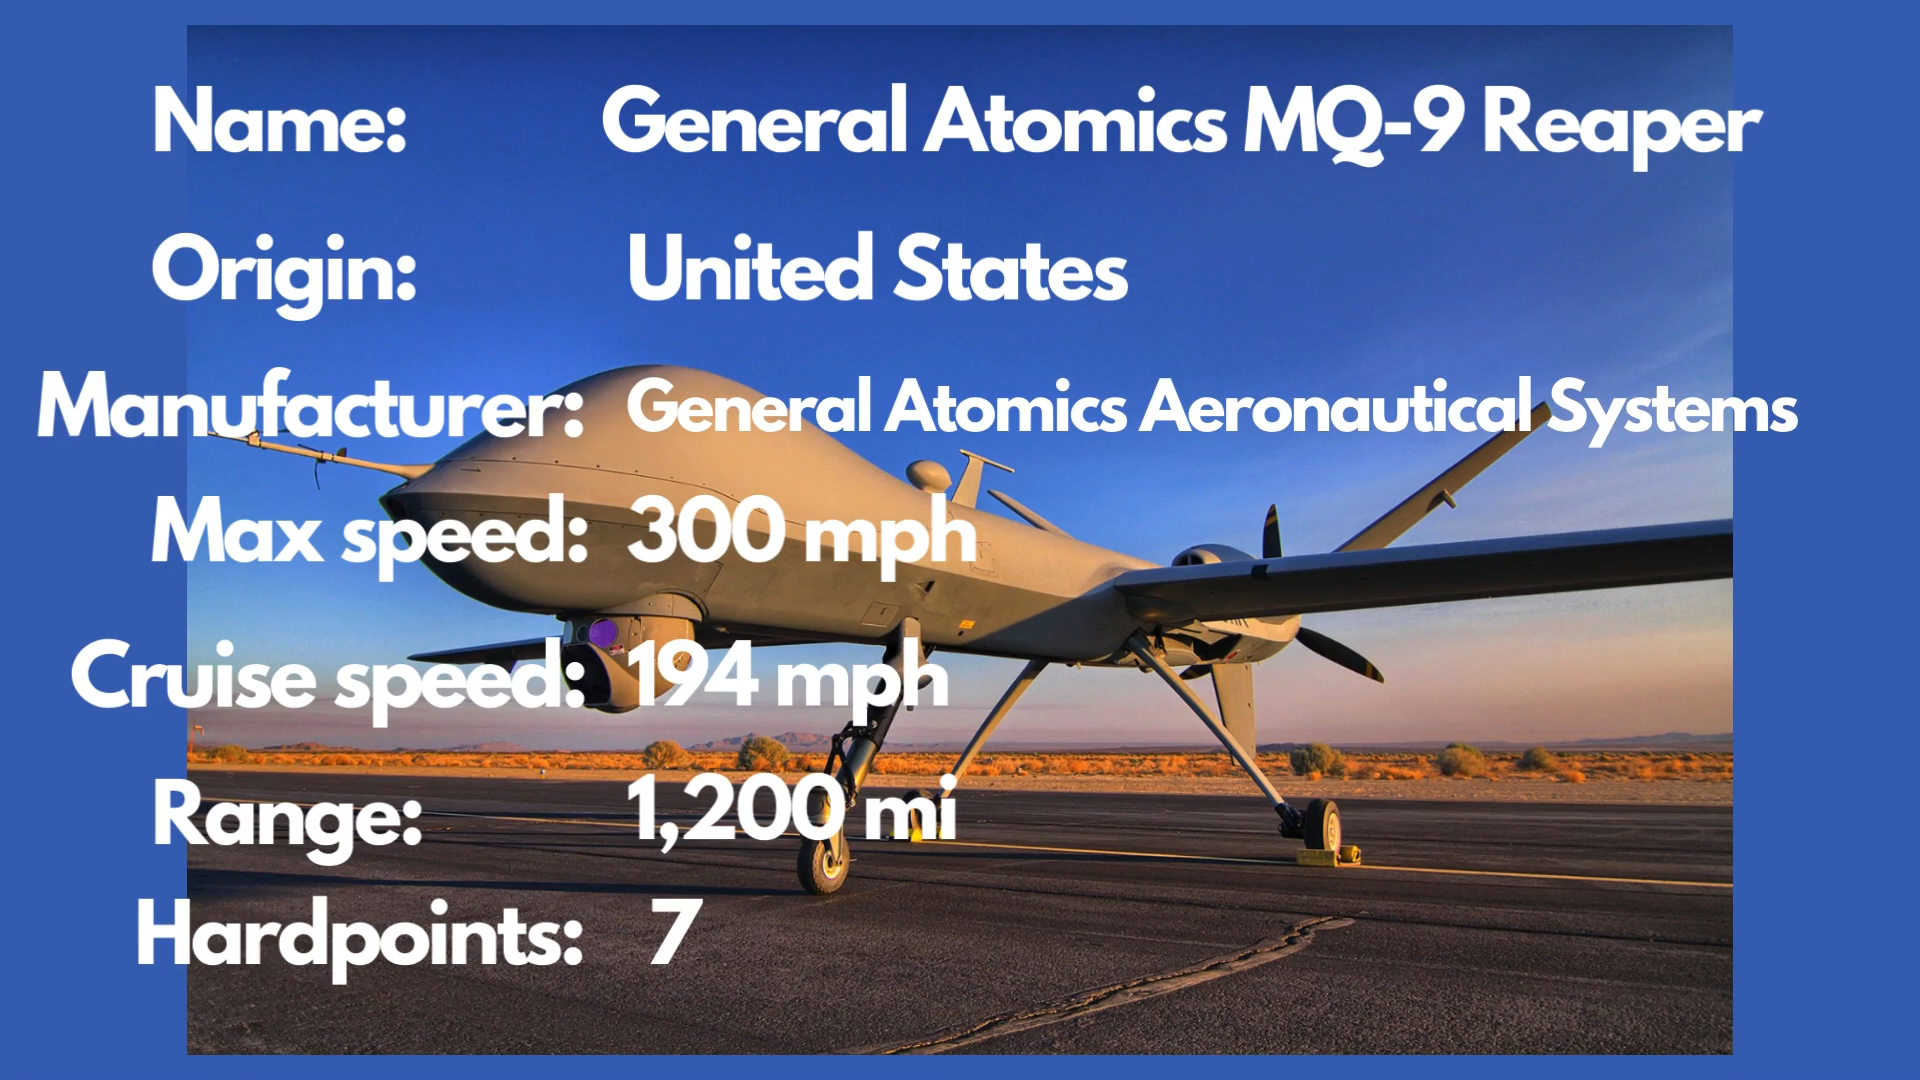 Name: General Atomics MQ-9 Reaper
Origin: United States
Manufacturer: General Atomics Aeronautical Systems
Max speed: 300 mph
Cruise speed: 194 mph
Range: 1,200 mi
Hardpoints: 7